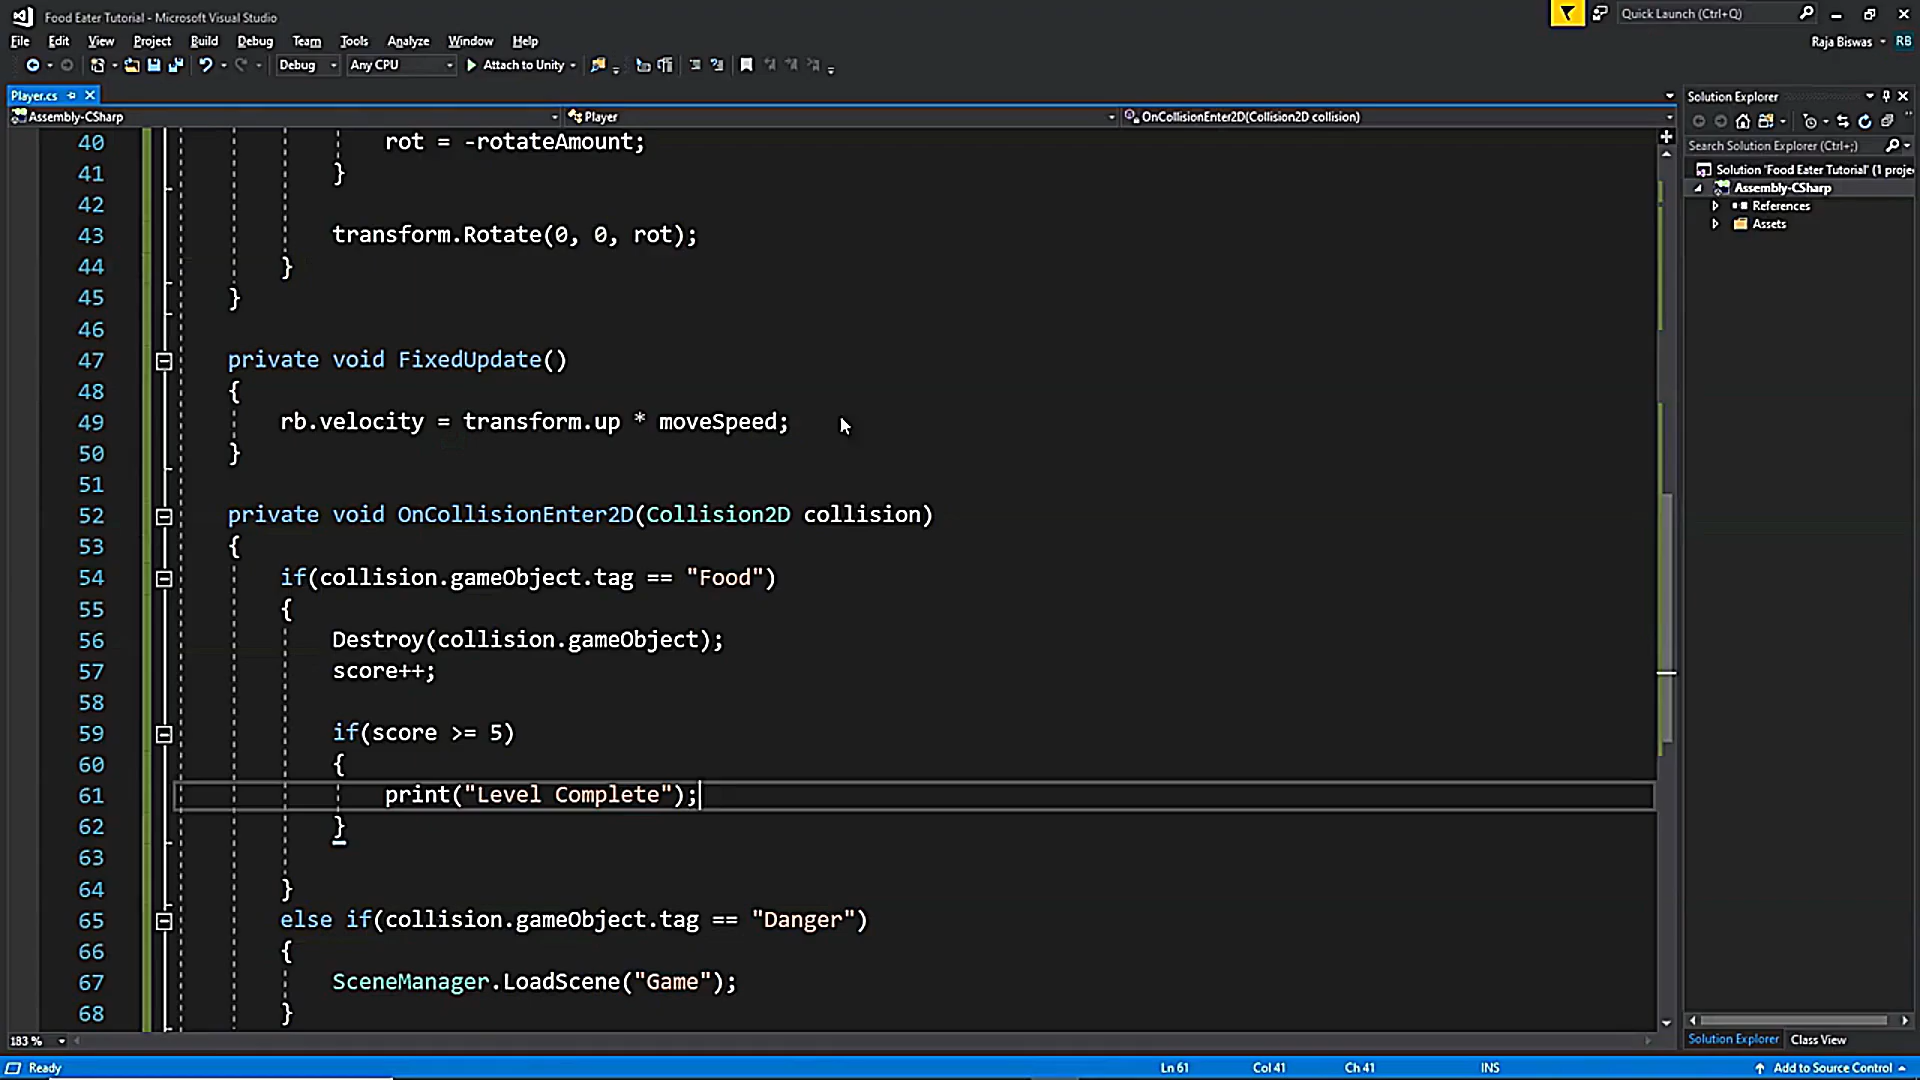 Food Eater Tutorial - Microsoft Visual Studio
Quick Launch (Ctrl+Q)
File Edit View Project Build Debug Team Tools Analyze Window Help
Raja Biswas RB
Debug Any CPU Attach to Unity
Player.cs
Assembly-CSharp Player OnCollisionEnter2D(Collision2D collision)
40 rot = -rotateAmount;
41 }
42
43 transform.Rotate(0, 0, rot);
44 }
45 }
46
47 private void FixedUpdate()
48 {
49 rb.velocity = transform.up * moveSpeed;
50 }
51
52 private void OnCollisionEnter2D(Collision2D collision)
53 {
54 if(collision.gameObject.tag == "Food")
55 {
56 Destroy(collision.gameObject);
57 score++;
58
59 if(score >= 5)
60 {
61 print("Level Complete");
62 }
63
64 }
65 else if(collision.gameObject.tag == "Danger")
66 {
67 SceneManager.LoadScene("Game");
68 }
183 %
Solution Explorer
Search Solution Explorer (Ctrl+;)
Solution 'Food Eater Tutorial' (1 proje
Assembly-CSharp
References
Assets
Solution Explorer Class View
Ready Ln 61 Col 41 Ch 41 INS Add to Source Control